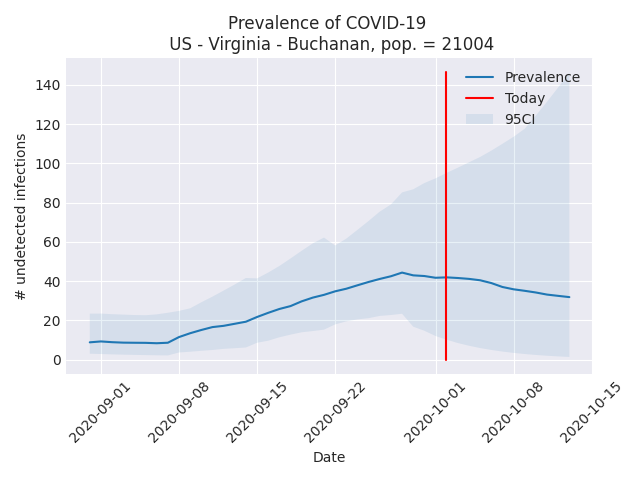 Prevalence of COVID-19
US - Virginia - Buchanan, pop. = 21004
Prevalence
Today
95CI
# undetected infections
140
120
100
80
60
40
20
0
2020-09-01
2020-09-08
2020-09-15
2020-09-22
2020-10-01
2020-10-08
2020-10-15
Date